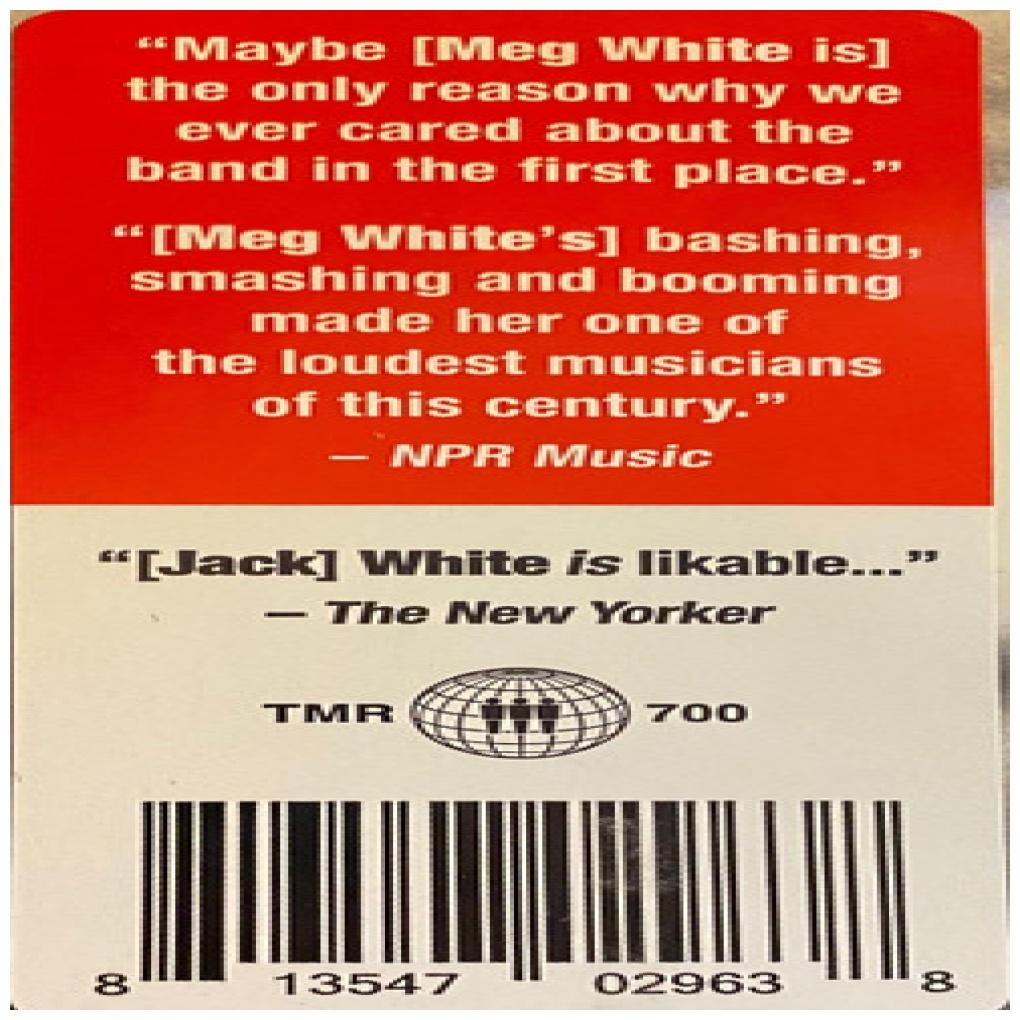 “Maybe [Meg White is]
the only reason why we
ever cared about the
band in the first place.”
“[Meg White’s] bashing,
smashing and booming
made her one of
the loudest musicians
of this century.”
— NPR Music
“[Jack] White is likable...”
— The New Yorker
TMR 700
8 13547 02963 8